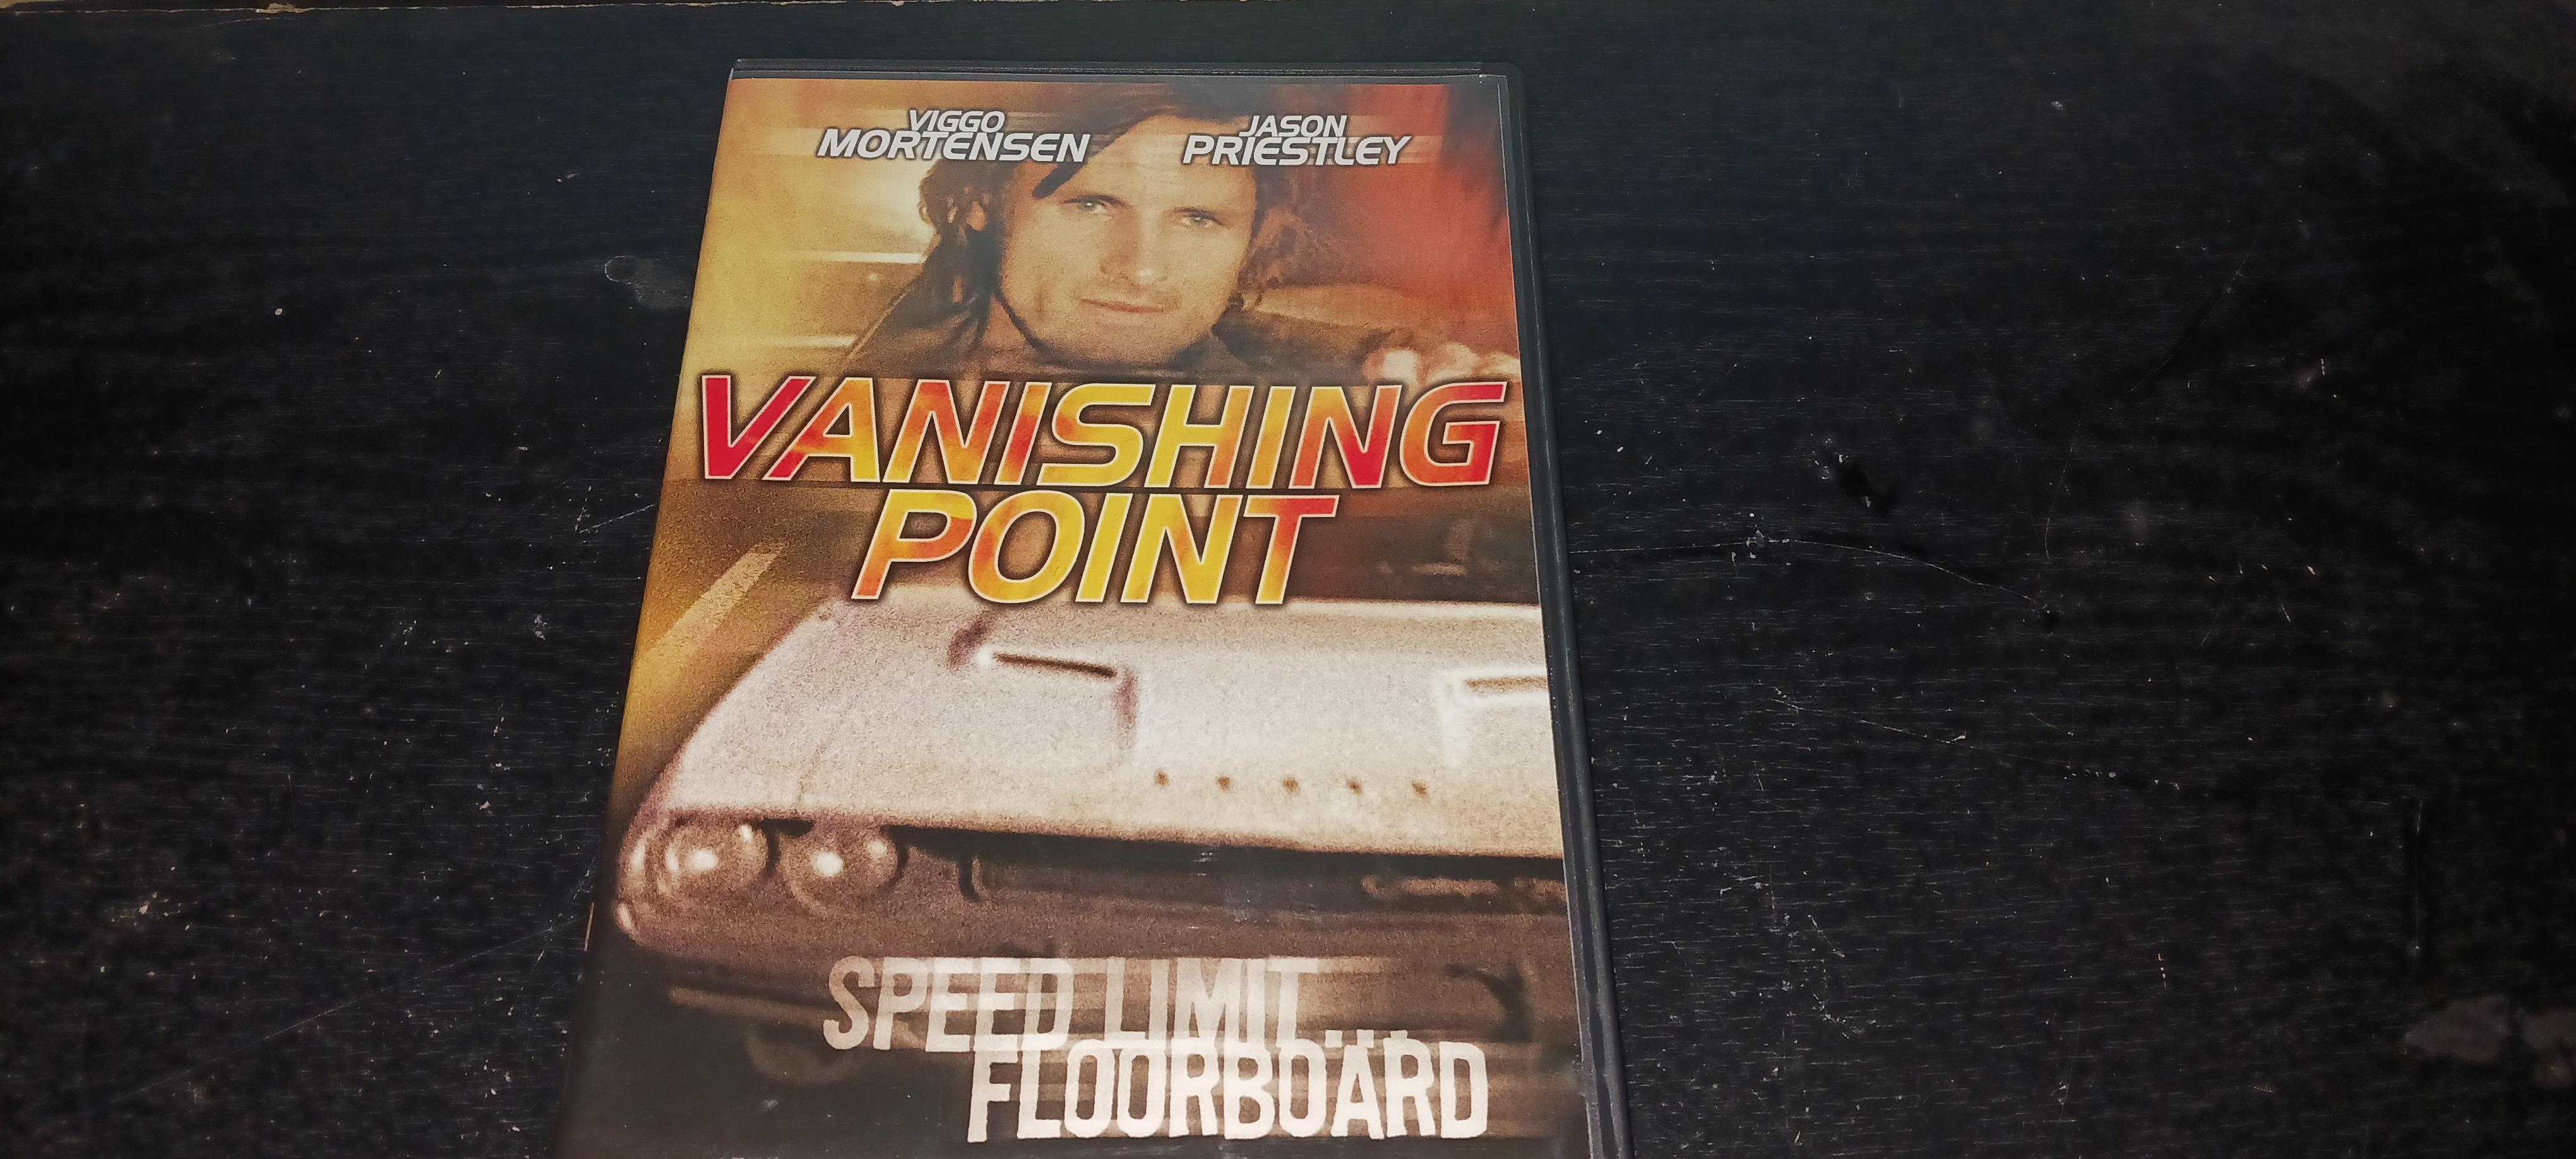 VIGGO
MORTENSEN
JASON
PRIESTLEY
VANISHING
POINT
SPEED LIMIT...
FLOORBOARD